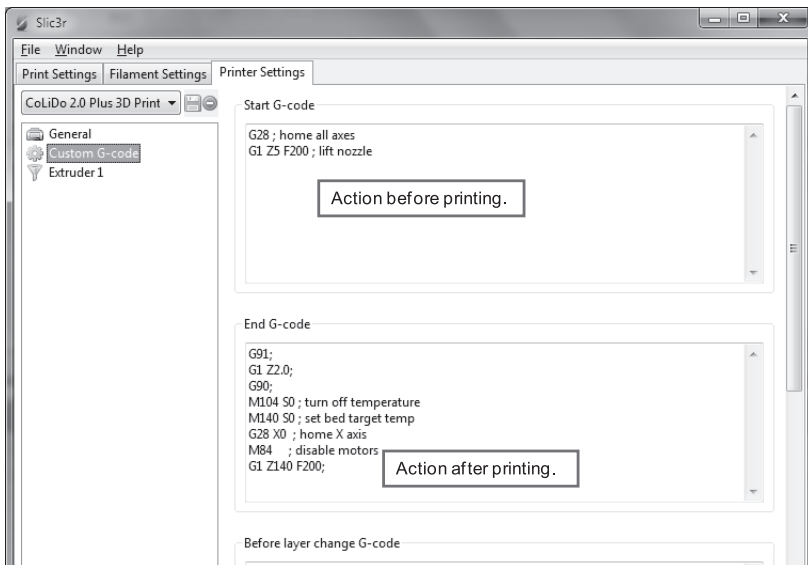 Slic3r
File Window Help
Print Settings Filament Settings Printer Settings
CoLiDo 2.0 Plus 3D Print
General
Custom G-code
Extruder 1
Start G-code
G28 ; home all axes
G1 Z5 F200 ; lift nozzle
Action before printing.
End G-code
G91;
G1 Z2.0;
G90;
M104 S0 ; turn off temperature
M140 S0 ; set bed target temp
G28 X0 ; home X axis
M84 ; disable motors
G1 Z140 F200;
Action after printing.
Before layer change G-code